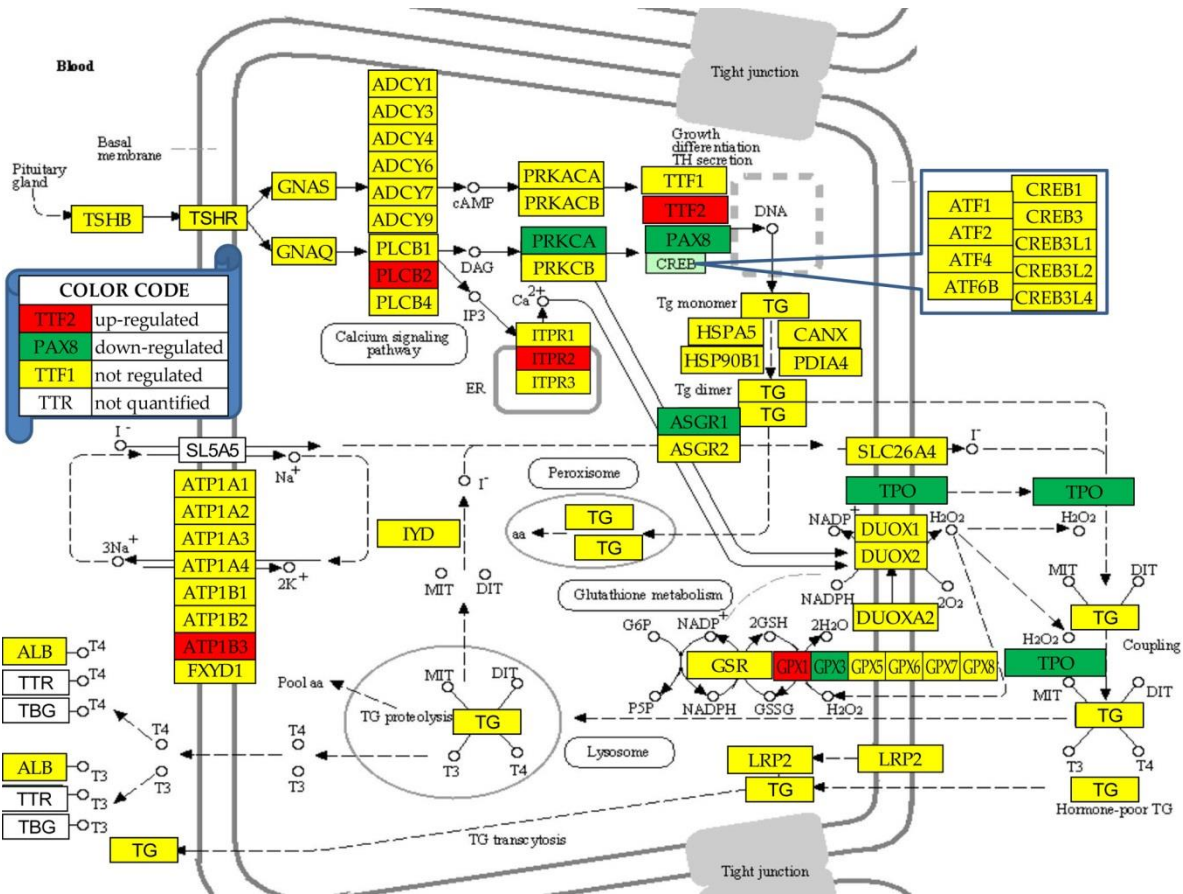 Blood
Tight junction
Basal
membrane
Pituitary
gland
TSHB
TSHR
GNAS
GNAQ
ADCY1
ADCY3
ADCY4
ADCY6
ADCY7
ADCY9
PLCB1
PLCB2
PLCB4
cAMP
DAG
IP3
Ca2+
PRKACA
PRKACB
PRKCA
PRKCB
Growth
differentiation
TH secretion
TTF1
TTF2
PAX8
CREB
DNA
ATF1
ATF2
ATF4
ATF6B
CREB1
CREB3
CREB3L1
CREB3L2
CREB3L4
COLOR CODE
TTF2 up-regulated
PAX8 down-regulated
TTF1 not regulated
TTR not quantified
Calcium signaling
pathway
ER
ITPR1
ITPR2
ITPR3
Tg monomer
TG
HSPA5
CANX
HSP90B1
PDIA4
Tg dimer
TG
TG
ASGR1
ASGR2
I-
SL5A5
Na+
ATP1A1
ATP1A2
ATP1A3
ATP1A4
ATP1B1
ATP1B2
ATP1B3
FXYD1
3Na+
2K+
I-
IYD
MIT
DIT
Peroxisome
aa
TG
TG
SLC26A4
I-
TPO
TPO
NADP+
DUOX1
DUOX2
H2O2
H2O2
NADPH
2O2
DUOXA2
Glutathione metabolism
G6P
NADP+
2GSH
2H2O
GSR
GPX1
GPX3
GPX5
GPX6
GPX7
GPX8
P5P
NADPH
GSSG
H2O2
MIT
DIT
TG
H2O2
Coupling
TPO
MIT
DIT
TG
T3
T4
ALB
T4
TTR
T4
TBG
T4
ALB
T3
TTR
T3
TBG
T3
T4
T3
T4
T3
Pool aa
MIT
DIT
TG proteolysis
TG
T3
T4
Lysosome
LRP2
LRP2
TG
TG
Hormone-poor TG
TG
TG transcytosis
Tight junction